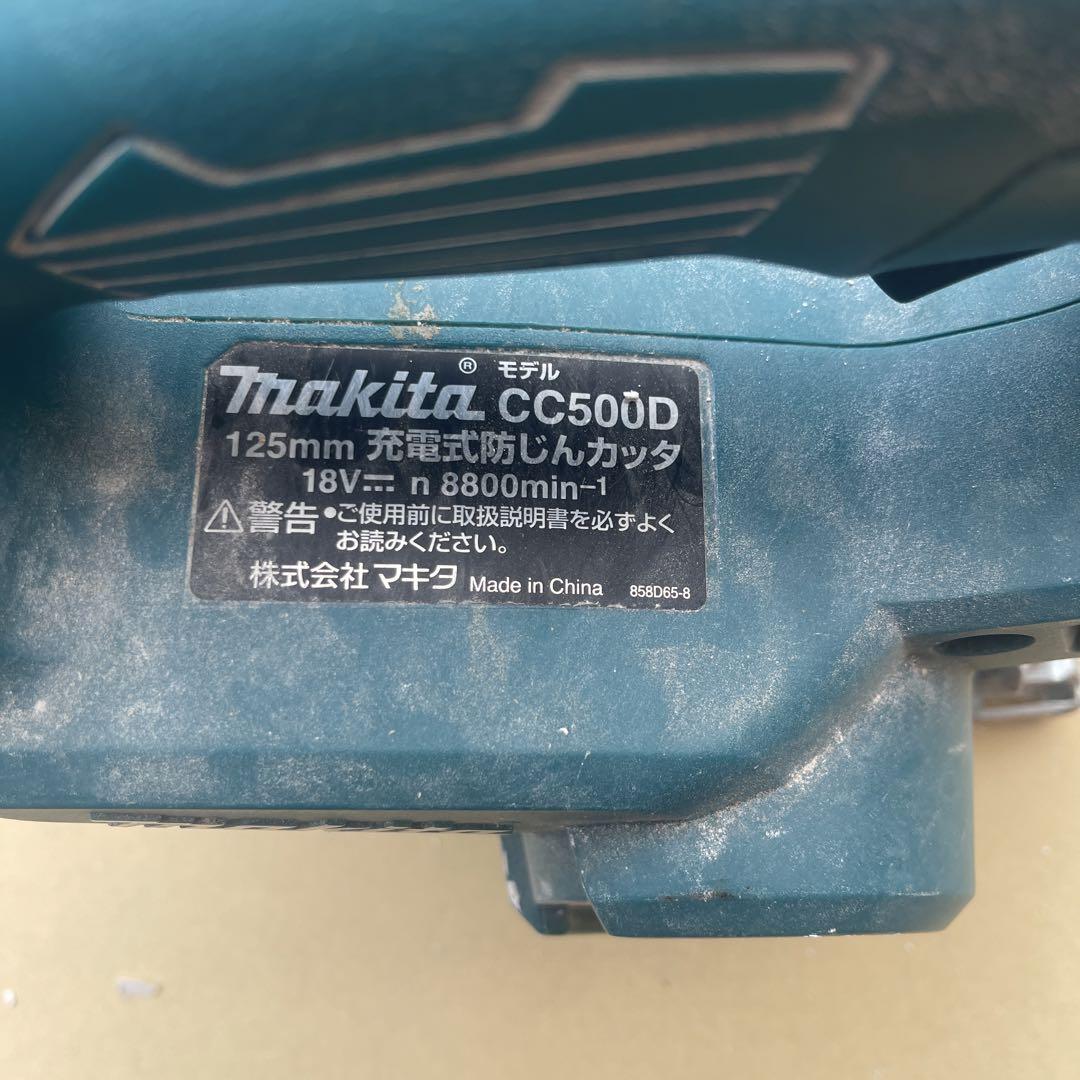 makita® モデル CC500D
125mm 充電式防じんカッタ
18V⎓ n 8800min-1
⚠警告 •ご使用前に取扱説明書を必ずよく
お読みください。
株式会社 マキタ Made in China 858D65-8